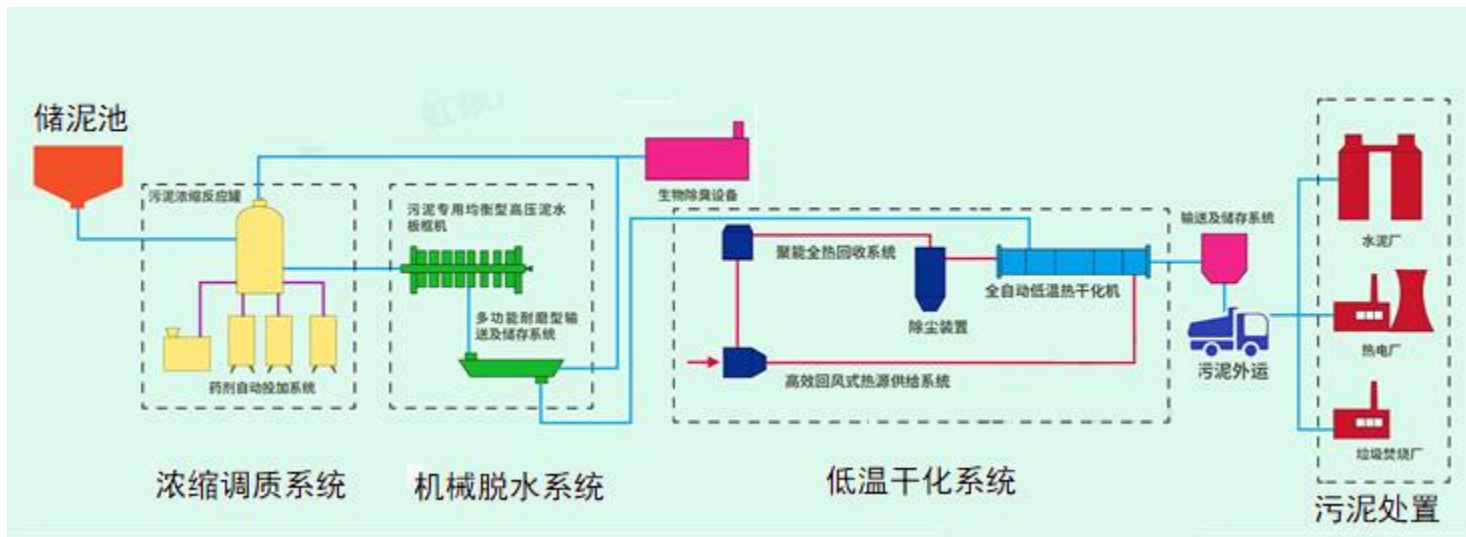 储泥池
污泥浓缩反应罐
药剂自动投加系统
浓缩调质系统
污泥专用均衡型高压泥水
板框机
多功能耐磨型输
送及储存系统
机械脱水系统
生物除臭设备
聚能全热回收系统
除尘装置
全自动低温热干化机
高效回风式热源供给系统
低温干化系统
输送及储存系统
污泥外运
水泥厂
热电厂
垃圾焚烧厂
污泥处置